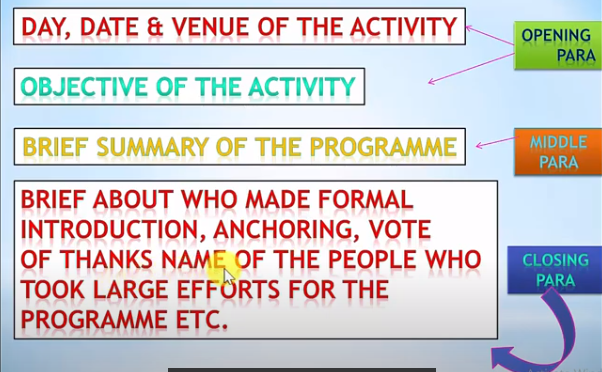 DAY, DATE & VENUE OF THE ACTIVITY
OPENING
PARA
OBJECTIVE OF THE ACTIVITY
BRIEF SUMMARY OF THE PROGRAMME
MIDDLE
PARA
BRIEF ABOUT WHO MADE FORMAL
INTRODUCTION, ANCHORING, VOTE
OF THANKS NAME OF THE PEOPLE WHO
TOOK LARGE EFFORTS FOR THE
PROGRAMME ETC.
CLOSING
PARA